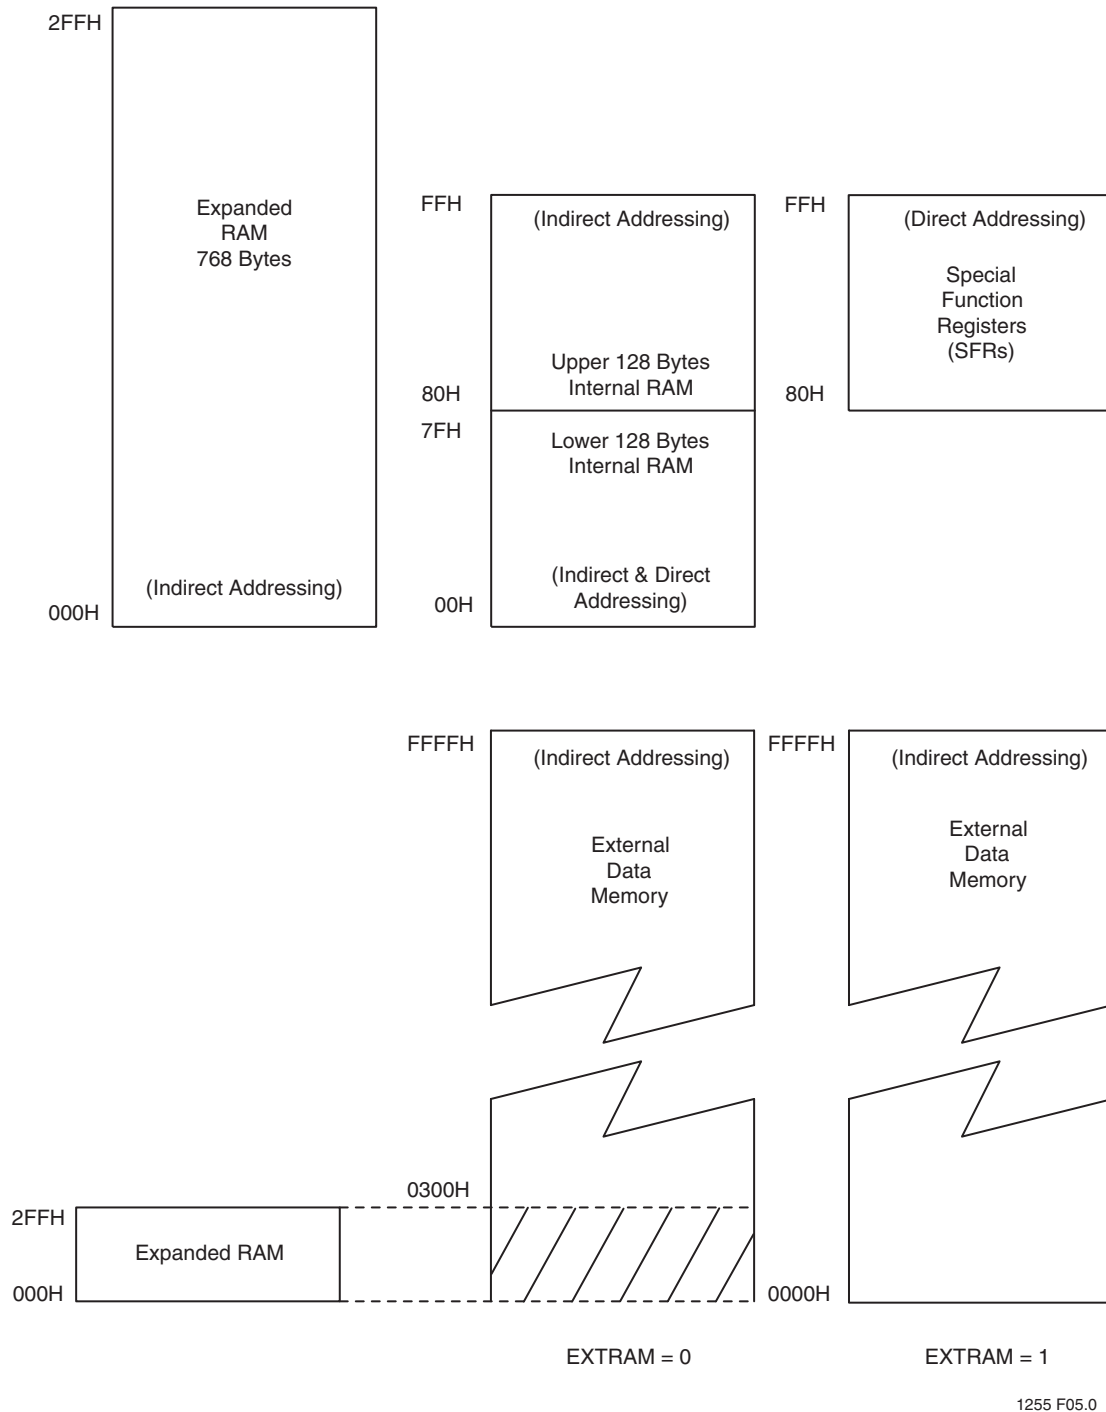 2FFH
Expanded
RAM
768 Bytes
(Indirect Addressing)
000H
FFH
(Indirect Addressing)
Upper 128 Bytes
Internal RAM
80H
7FH
Lower 128 Bytes
Internal RAM
(Indirect & Direct
Addressing)
00H
FFH
(Direct Addressing)
Special
Function
Registers
(SFRs)
80H
FFFFH
(Indirect Addressing)
External
Data
Memory
FFFFH
(Indirect Addressing)
External
Data
Memory
0300H
2FFH
Expanded RAM
000H
0000H
EXTRAM = 0
EXTRAM = 1
1255 F05.0